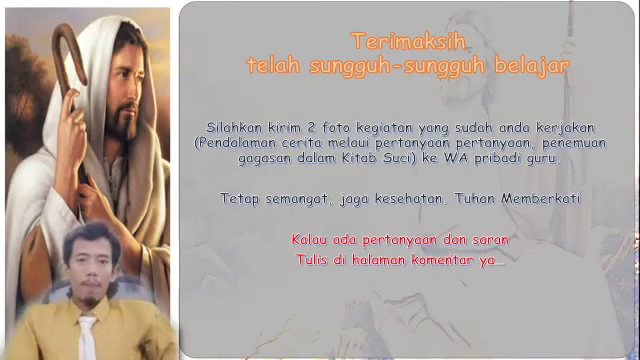 Terimaksih
telah sungguh-sungguh belajar
Silahkan kirim 2 foto kegiatan yang sudah anda kerjakan
(Pendalaman cerita melaui pertanyaan pertanyaan, penemuan
gagasan dalam Kitab Suci) ke WA pribadi guru.
Tetap semangat, jaga kesehatan, Tuhan Memberkati
Kalau ada pertanyaan dan saran
Tulis di halaman komentar ya...